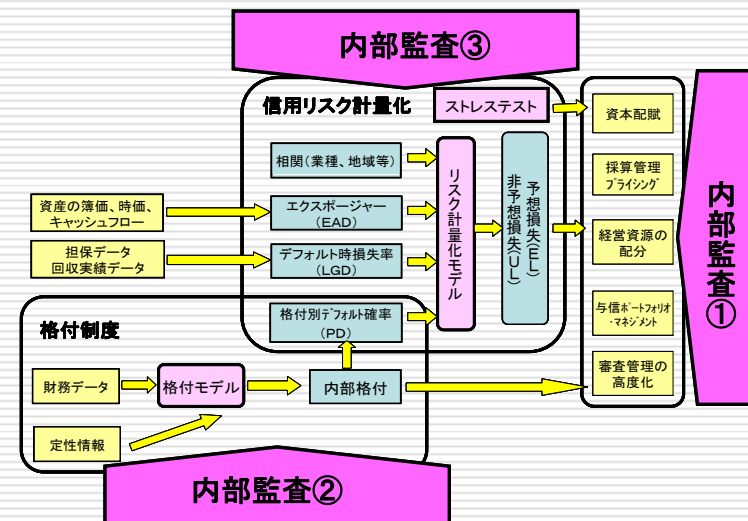 内部監査③
信用リスク計量化
ストレステスト
資本配賦
相関(業種、地域等)
採算管理
プライシング
資産の簿価、時価、
キャッシュフロー
エクスポージャー
(EAD)
リスク計量化モデル
予想損失(EL)
非予想損失(UL)
経営資源の
配分
内部監査①
担保データ
回収実績データ
デフォルト時損失率
(LGD)
格付制度
格付別デフォルト確率
(PD)
与信ポートフォリオ
・マネジメント
財務データ
格付モデル
内部格付
審査管理の
高度化
定性情報
内部監査②